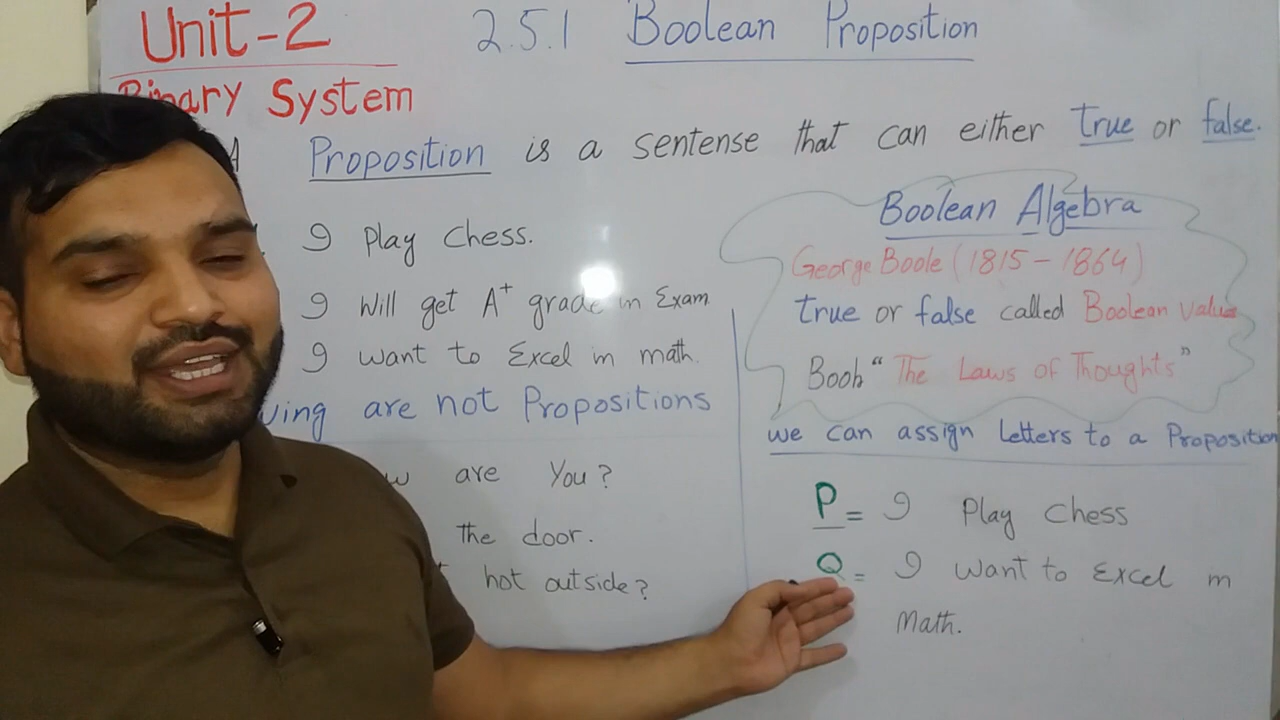 Unit-2
2.5.1 Boolean Proposition
Binary System
A Proposition is a sentence that can either true or false.
I Play Chess.
I Will get A+ grade in Exam
I want to Excel in math.
are not Propositions
are You?
the door.
hot outside?
Boolean Algebra
George Boole (1815 - 1864)
true or false called Boolean value
Book "The Laws of Thoughts"
we can assign Letters to a Proposition
P = I Play Chess
Q = I Want to Excel in
Math.